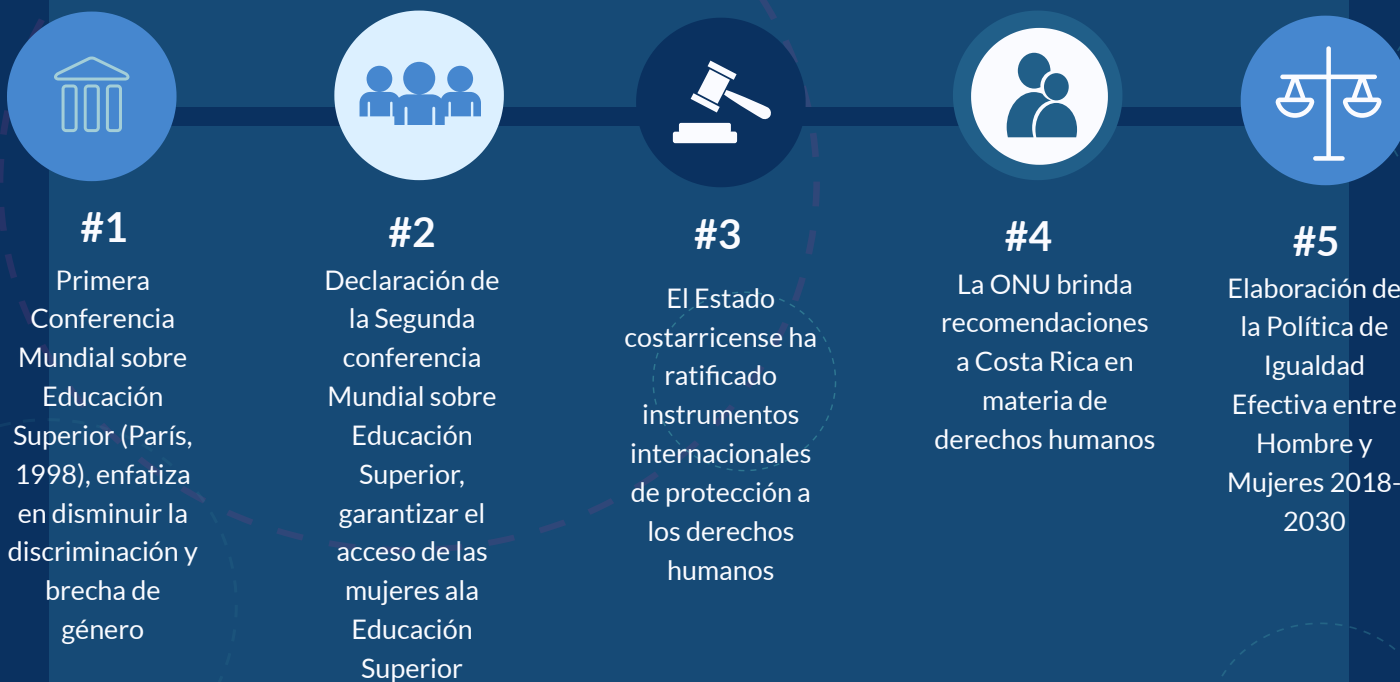 #1
Primera
Conferencia
Mundial sobre
Educación
Superior (París,
1998), enfatiza
en disminuir la
discriminación y
brecha de
género
#2
Declaración de
la Segunda
conferencia
Mundial sobre
Educación
Superior,
garantizar el
acceso de las
mujeres ala
Educación
Superior
#3
El Estado
costarricense ha
ratificado
instrumentos
internacionales
de protección a
los derechos
humanos
#4
La ONU brinda
recomendaciones
a Costa Rica en
materia de
derechos humanos
#5
Elaboración de
la Política de
Igualdad
Efectiva entre
Hombre y
Mujeres 2018-
2030